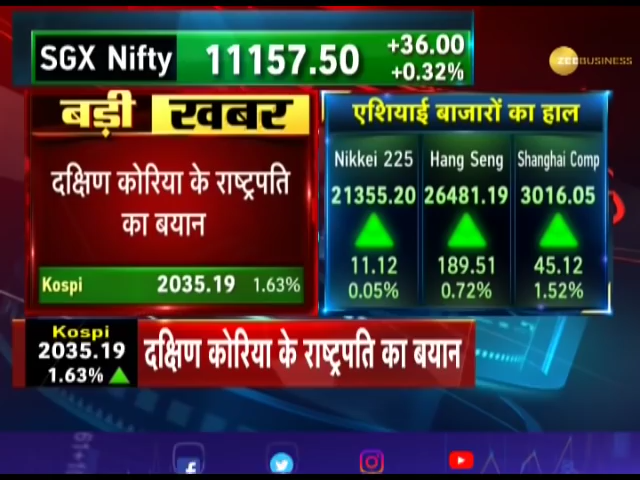 SGX Nifty 11157.50 +36.00
+0.32%
ZEEBUSINESS
बड़ी खबर
दक्षिण कोरिया के राष्ट्रपति
का बयान
Kospi 2035.19 1.63%
एशियाई बाजारों का हाल
Nikkei 225 Hang Seng Shanghai Comp
21355.20 26481.19 3016.05
11.12 189.51 45.12
0.05% 0.72% 1.52%
Kospi
2035.19
1.63%
दक्षिण कोरिया के राष्ट्रपति का बयान